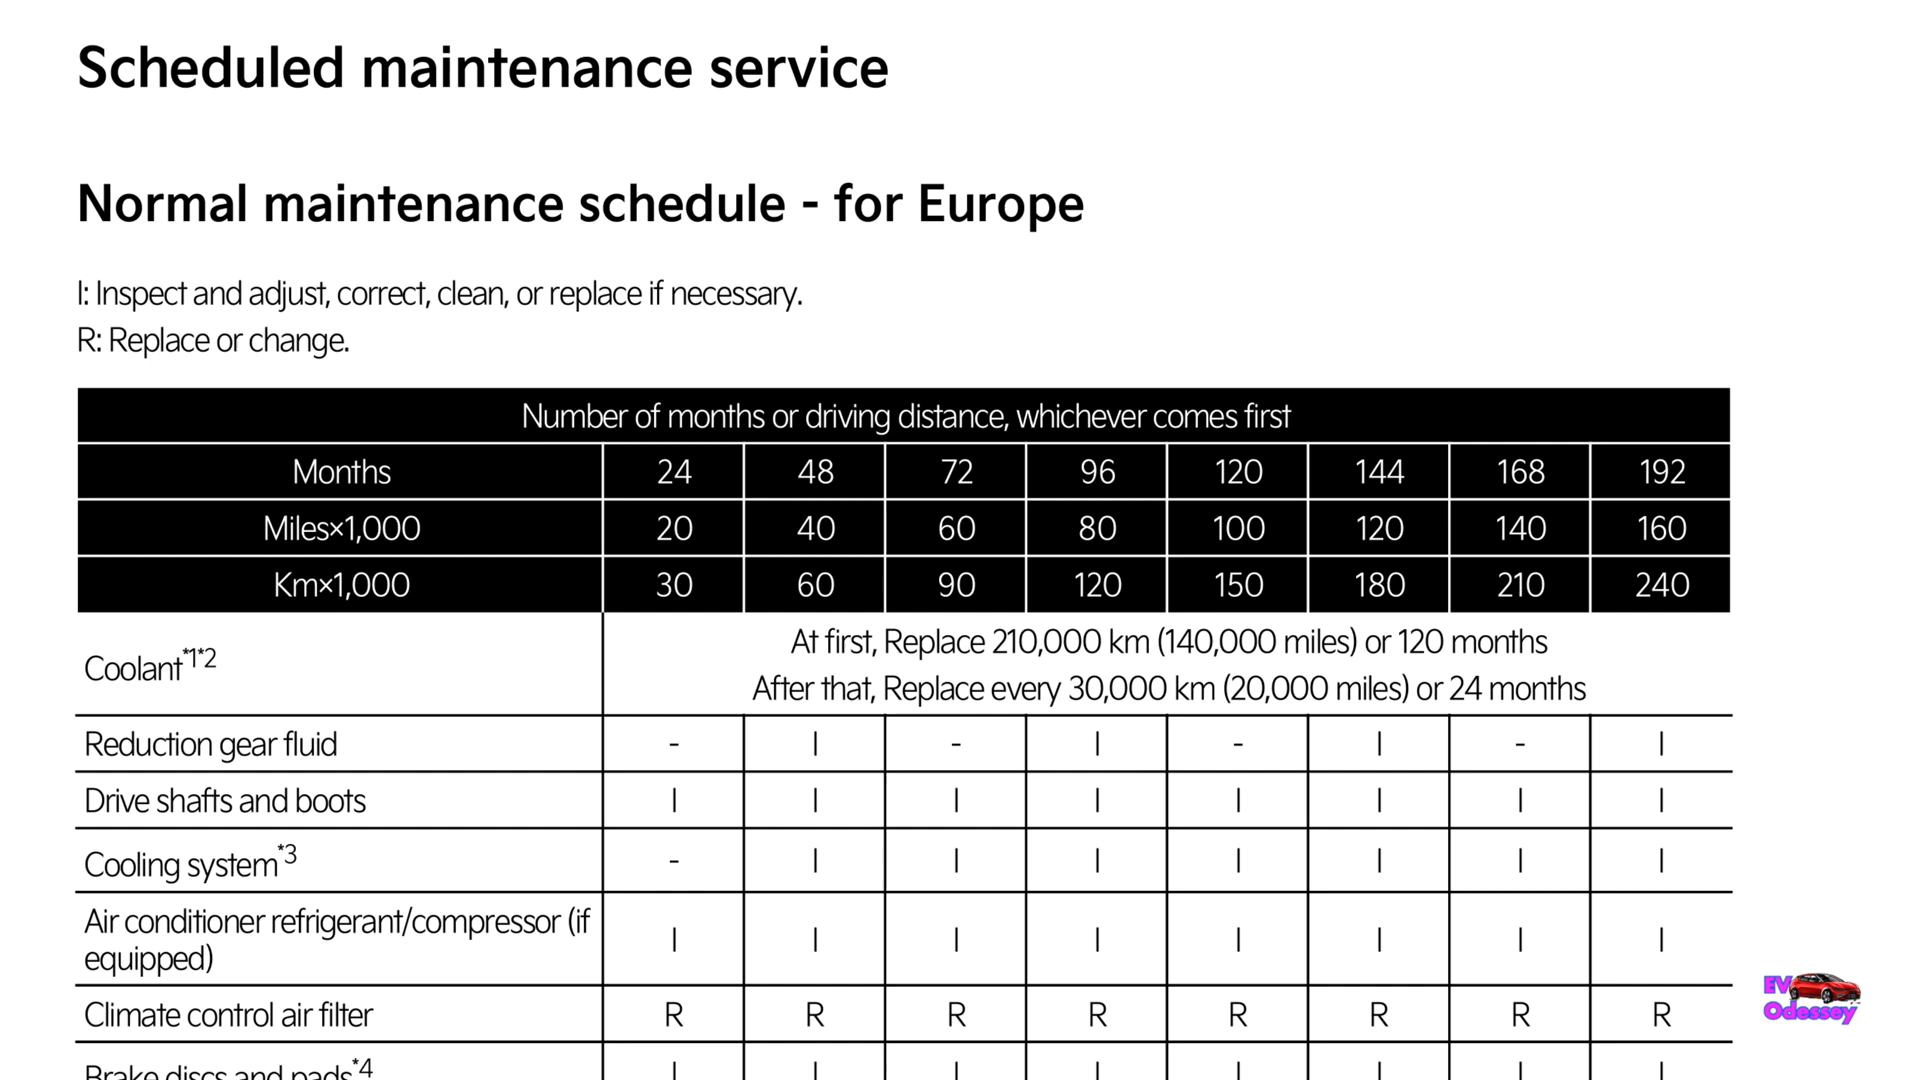 Scheduled maintenance service
Normal maintenance schedule - for Europe
I: Inspect and adjust, correct, clean, or replace if necessary.
R: Replace or change.
Number of months or driving distance, whichever comes first
Months 24 48 72 96 120 144 168 192
Miles×1,000 20 40 60 80 100 120 140 160
Km×1,000 30 60 90 120 150 180 210 240
Coolant*1*2
At first, Replace 210,000 km (140,000 miles) or 120 months
After that, Replace every 30,000 km (20,000 miles) or 24 months
Reduction gear fluid - I - I - I - I
Drive shafts and boots I I I I I I I I
Cooling system*3 - I I I I I I I
Air conditioner refrigerant/compressor (if
equipped) I I I I I I I I
Climate control air filter R R R R R R R R
Brake discs and pads*4 I I I I I I I I
EV
Odessey